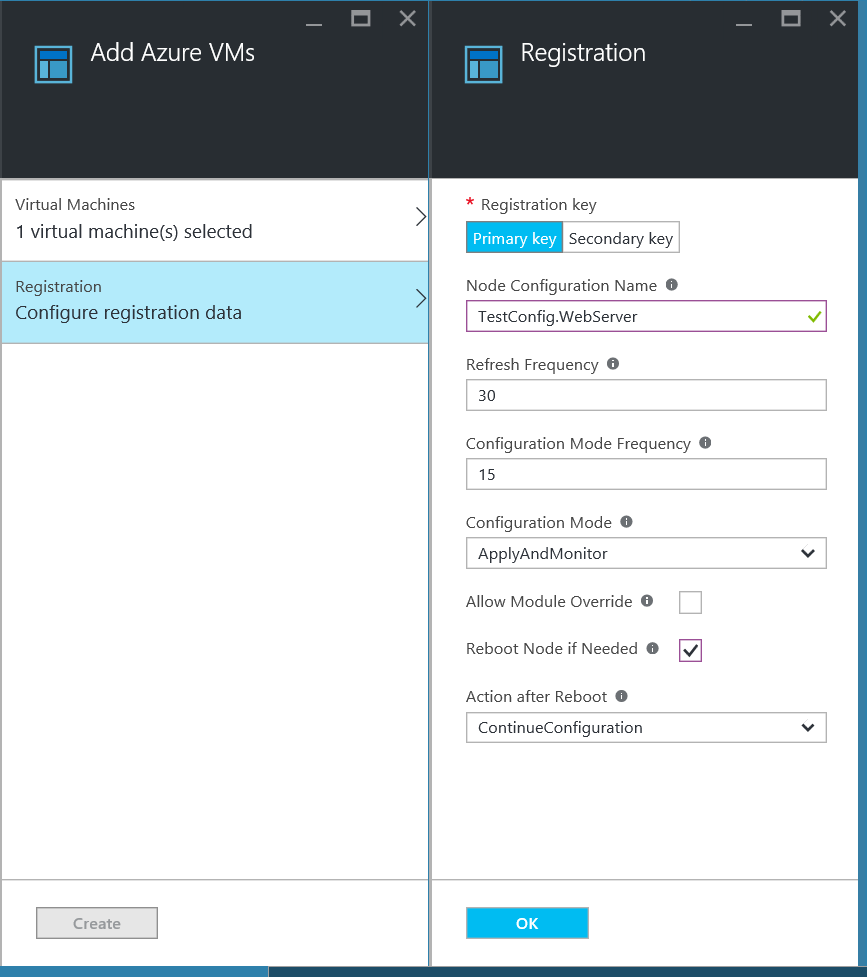 Add Azure VMs
Virtual Machines
1 virtual machine(s) selected
Registration
Configure registration data
Create
Registration
* Registration key
Primary key Secondary key
Node Configuration Name
TestConfig.WebServer
Refresh Frequency
30
Configuration Mode Frequency
15
Configuration Mode
ApplyAndMonitor
Allow Module Override
Reboot Node if Needed
Action after Reboot
ContinueConfiguration
OK